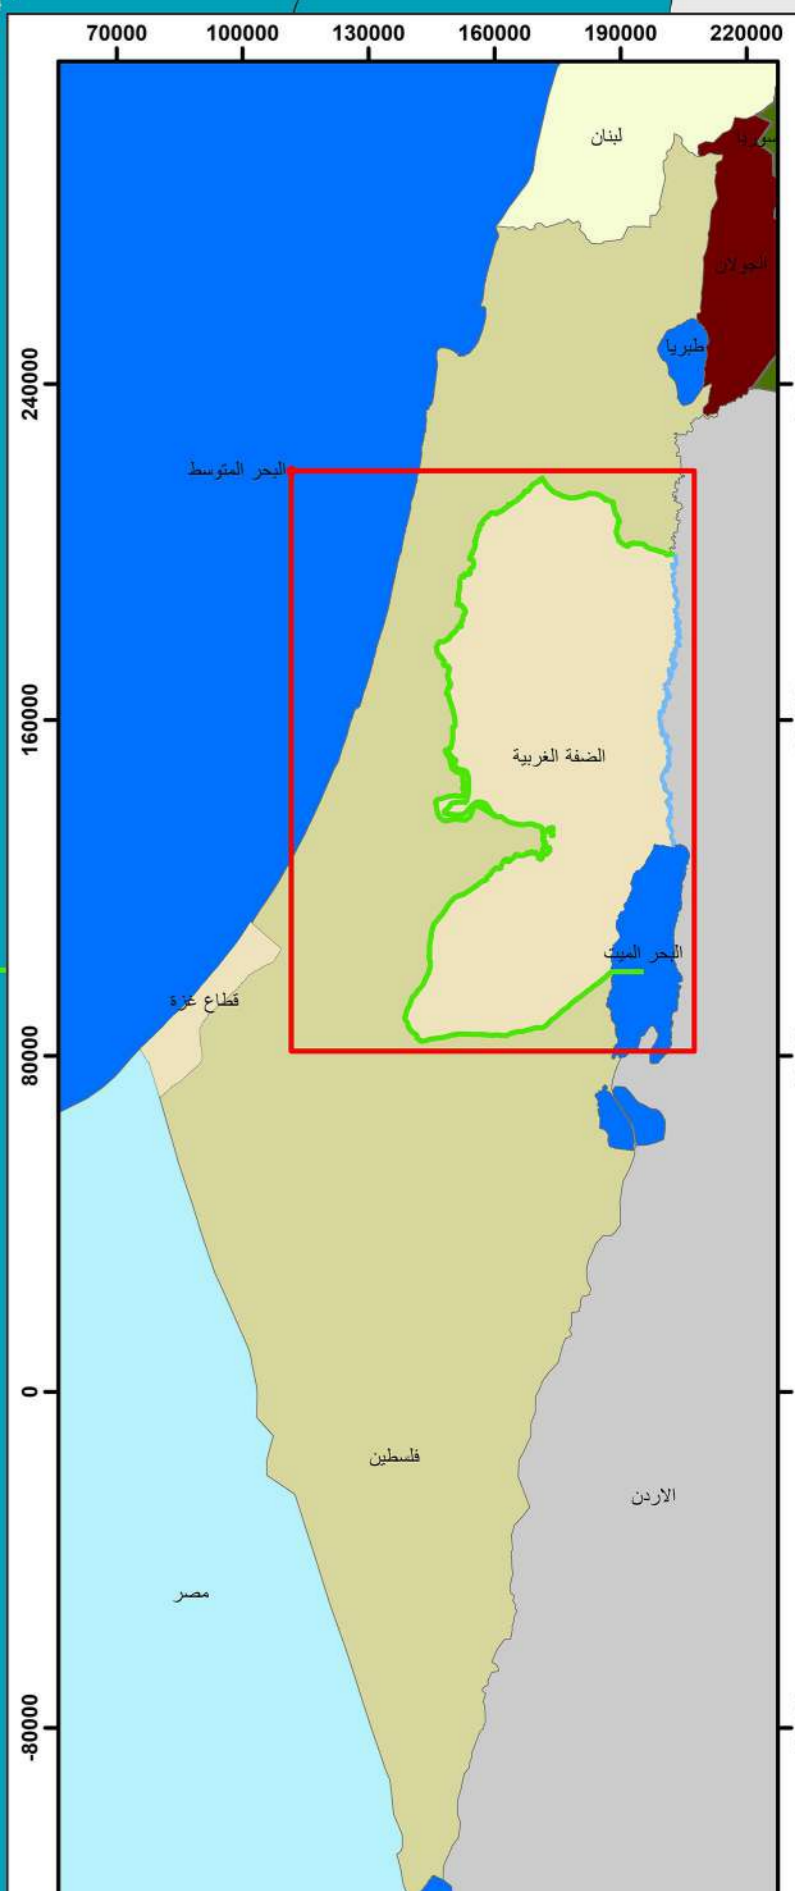 70000 100000 130000 160000 190000 220000
لبنان
سوريا
الجولان
طبريا
240000
البحر المتوسط
160000
الضفة الغربية
البحر الميت
قطاع غزة
80000
0
فلسطين
الاردن
مصر
-80000